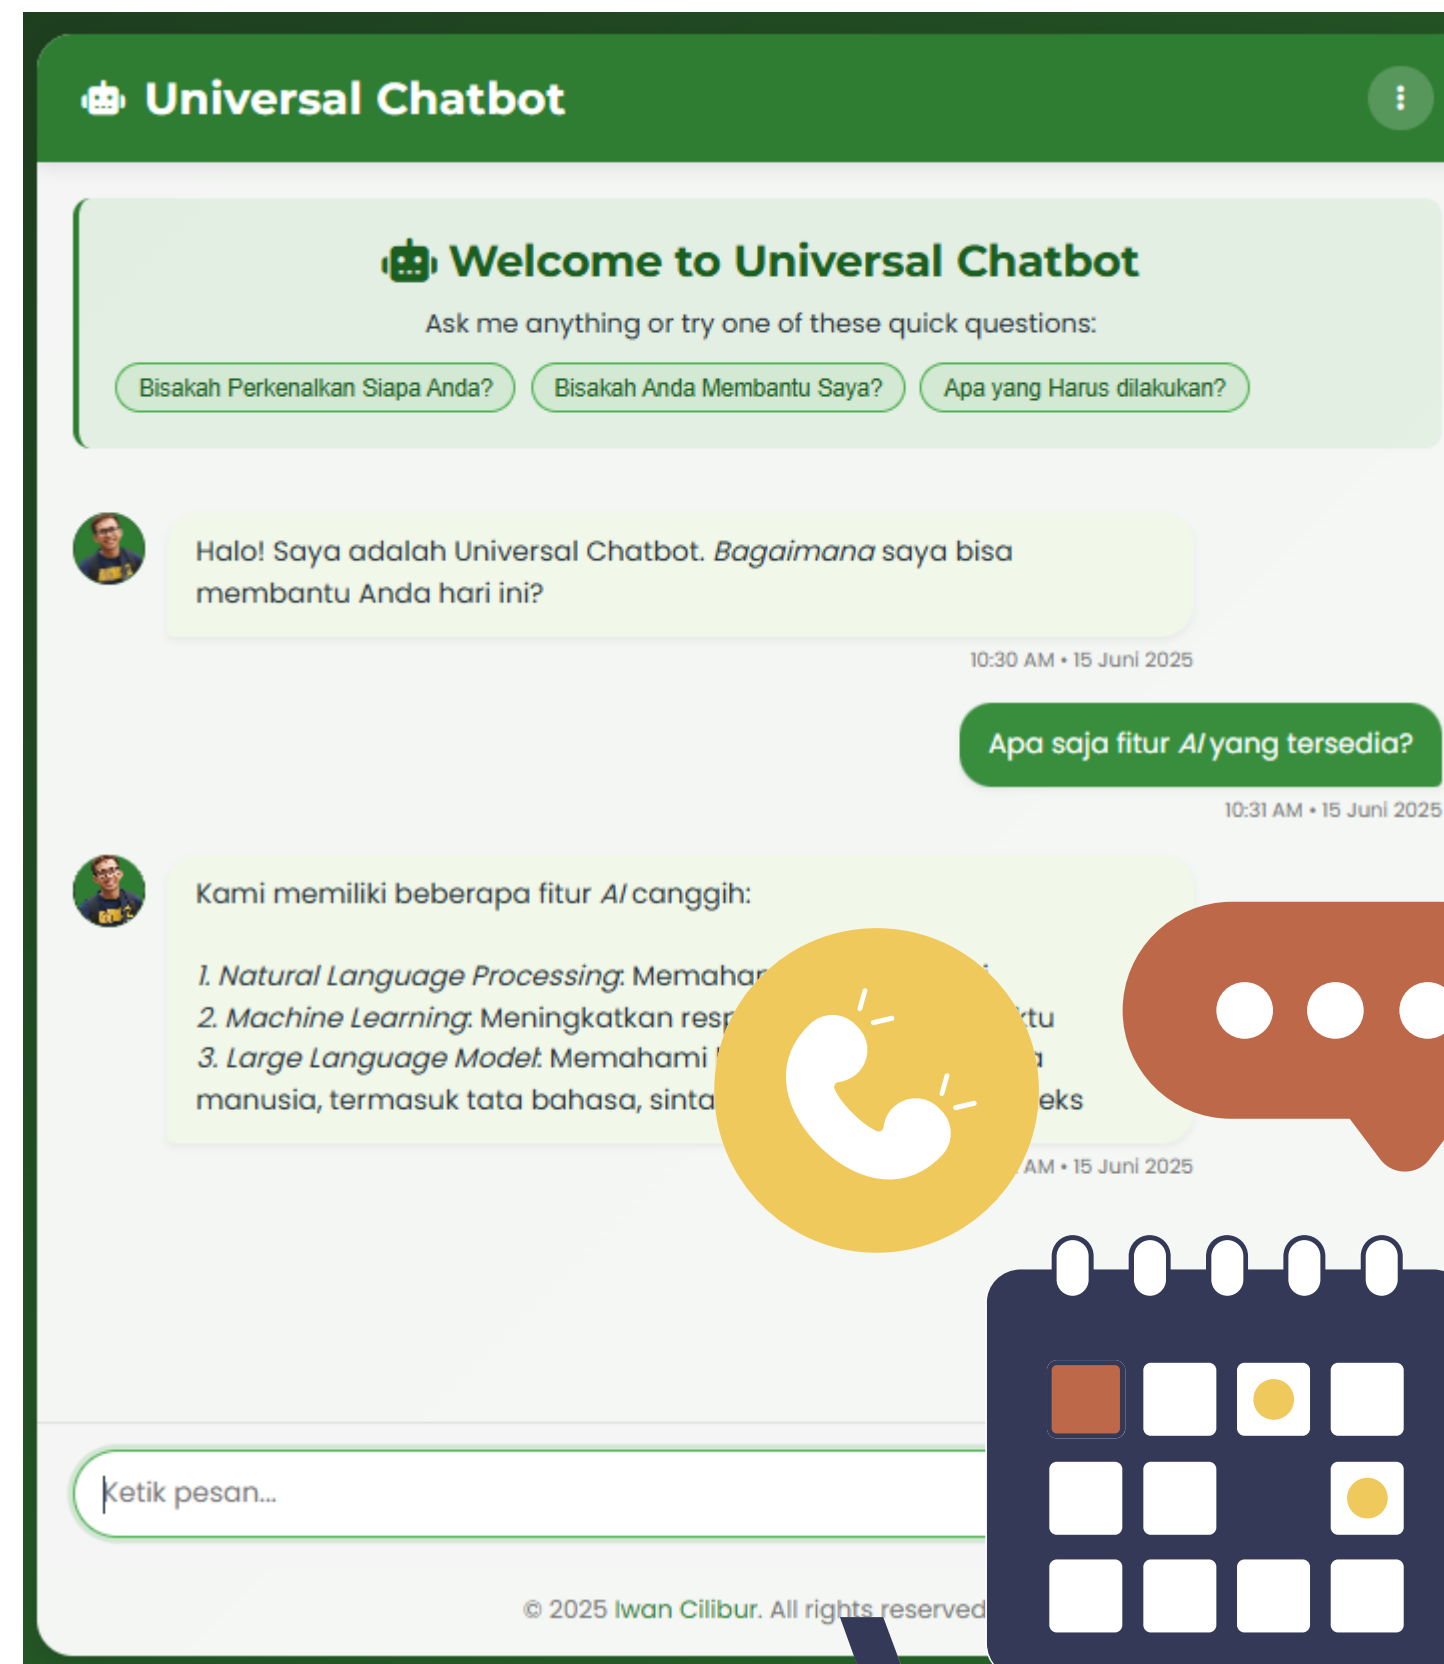 Universal Chatbot
Welcome to Universal Chatbot
Ask me anything or try one of these quick questions:
Bisakah Perkenalkan Siapa Anda? Bisakah Anda Membantu Saya? Apa yang Harus dilakukan?
Halo! Saya adalah Universal Chatbot. Bagaimana saya bisa
membantu Anda hari ini?
10:30 AM • 15 Juni 2025
Apa saja fitur AI yang tersedia?
10:31 AM • 15 Juni 2025
Kami memiliki beberapa fitur AI canggih:
1. Natural Language Processing:
2. Machine Learning: Meningkatkan
3. Large Language Model: Memahami
manusia, termasuk tata bahasa,
AM • 15 Juni 2025
Ketik pesan...
© 2025 Iwan Cilibur. All rights reserved